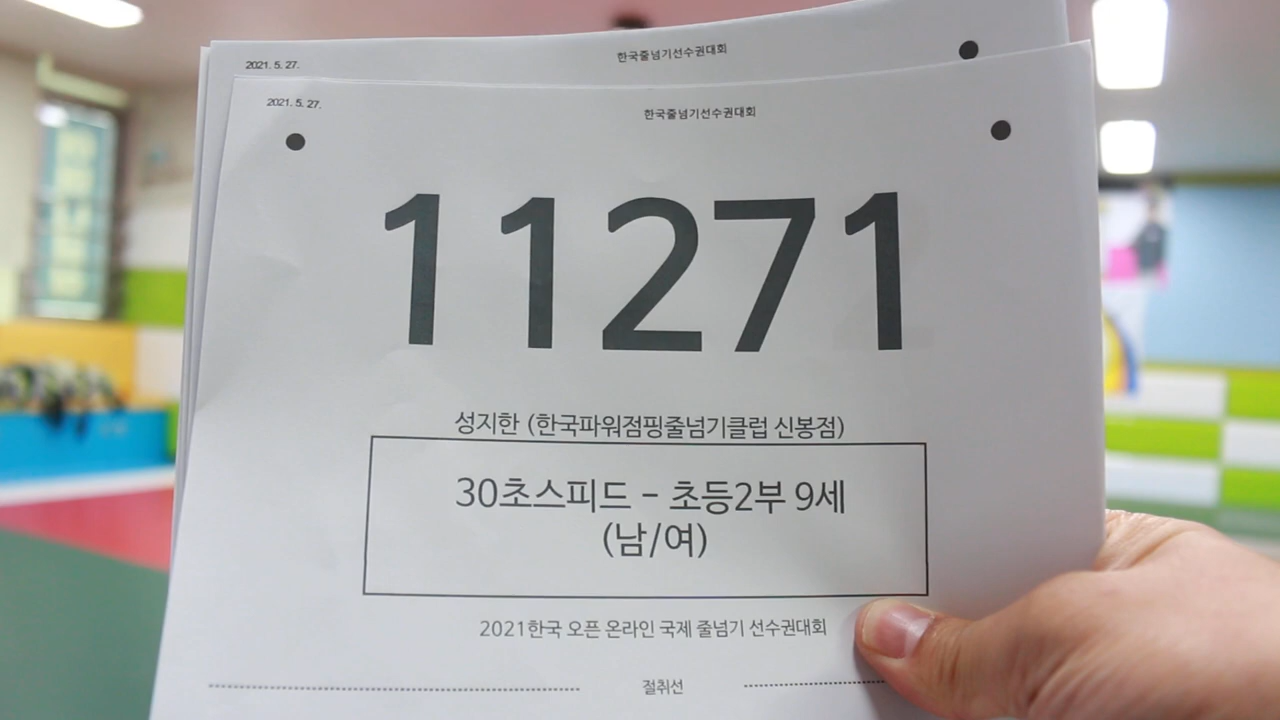 2021. 5. 27.
한국줄넘기선수권대회
2021. 5. 27.
한국줄넘기선수권대회
11271
성지한 (한국파워점핑줄넘기클럽 신봉점)
30초스피드 - 초등2부 9세
(남/여)
2021한국 오픈 온라인 국제 줄넘기 선수권대회
절취선